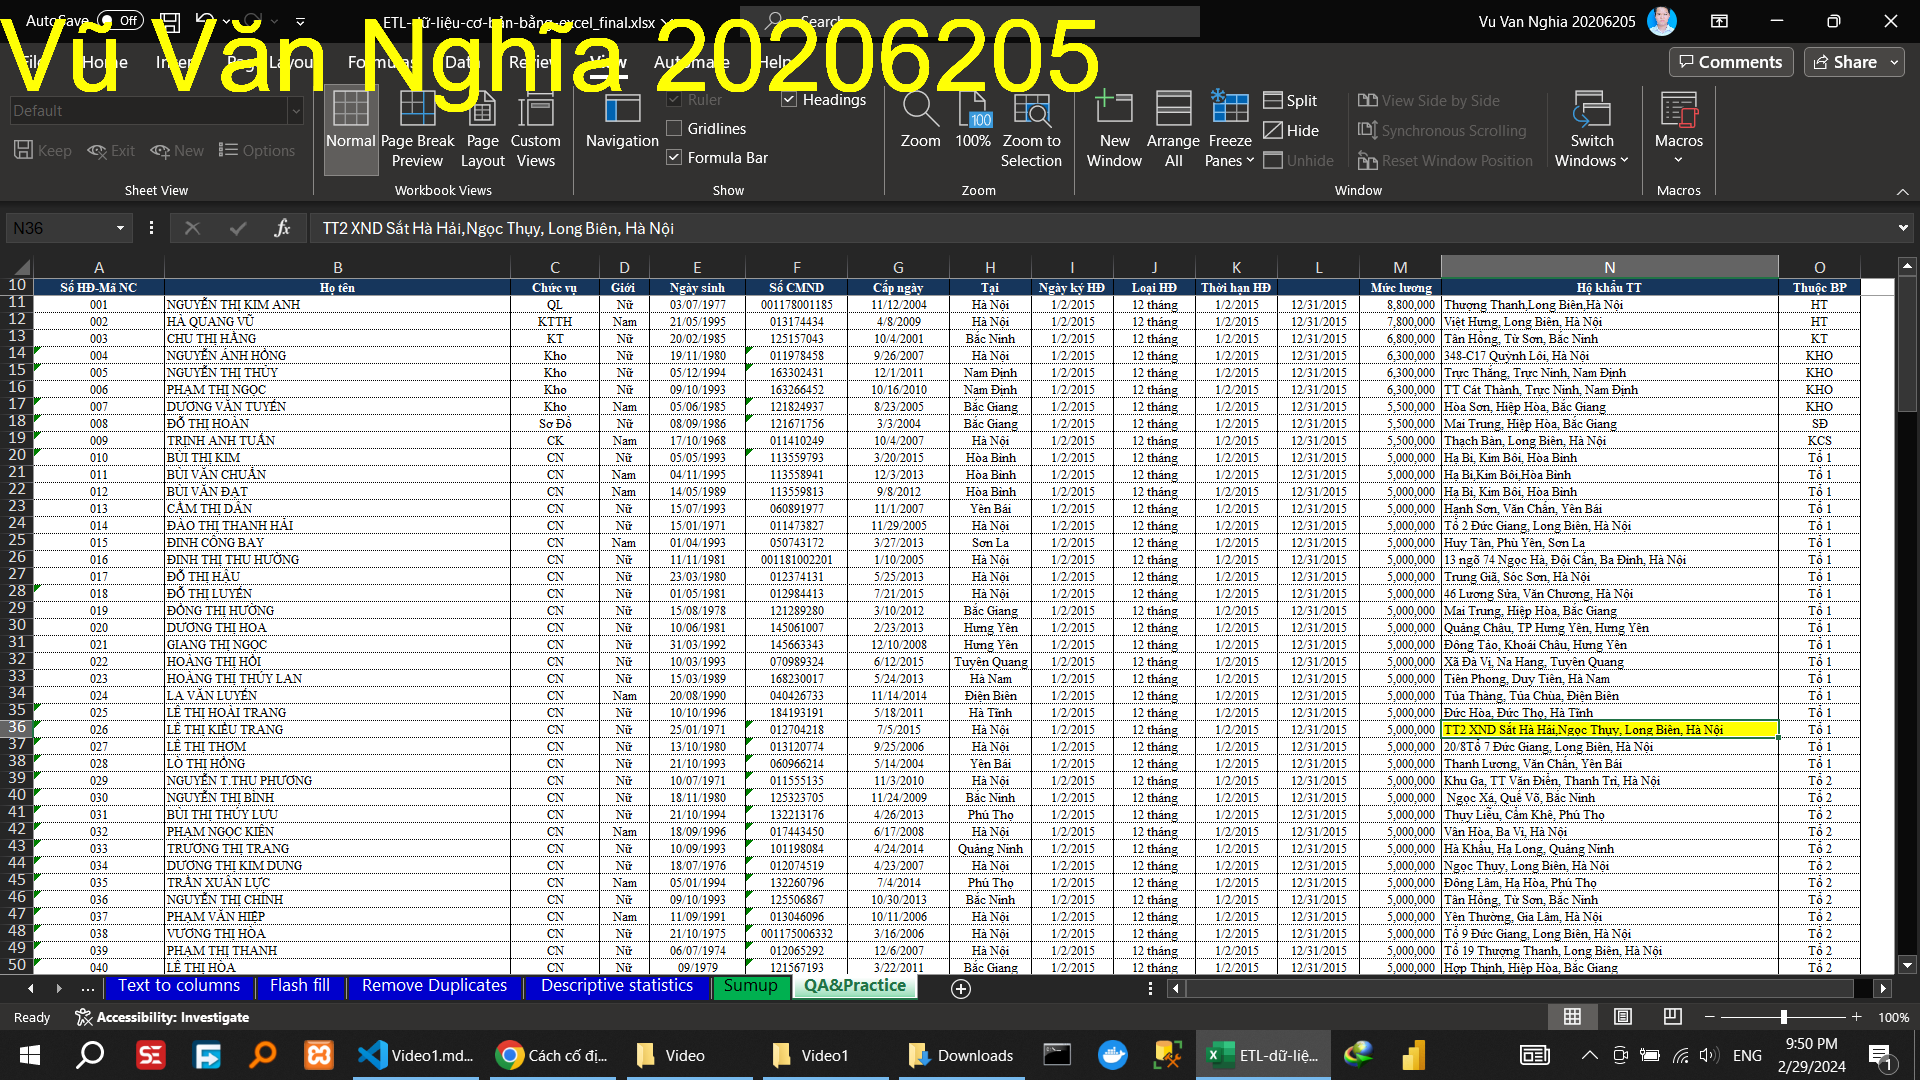 AutoSave Off ETL-dữ-liệu-cơ-bản-bằng-excel_final.xlsx Search Vu Van Nghia 20206205
Vũ Văn Nghĩa 20206205
File Home Insert Page Layout Formulas Data Review View Automate Help Comments Share
Default
Keep Exit New Options
Sheet View
Normal Page Break Preview Page Layout Custom Views
Workbook Views
Navigation Ruler Gridlines Formula Bar Headings
Show
Zoom 100% Zoom to Selection
Zoom
New Window Arrange All Freeze Panes Split Hide Unhide View Side by Side Synchronous Scrolling Reset Window Position Switch Windows
Window
Macros
Macros
N36 fx TT2 XND Sắt Hà Hải,Ngọc Thụy, Long Biên, Hà Nội
A B C D E F G H I J K L M N O
10 Số HĐ-Mã NC Họ tên Chức vụ Giới Ngày sinh Số CMND Cấp ngày Tại Ngày ký HĐ Loại HĐ Thời hạn HĐ Mức lương Hộ khẩu TT Thuộc BP
11 001 NGUYỄN THỊ KIM ANH QL Nữ 03/07/1977 001178001185 11/12/2004 Hà Nội 1/2/2015 12 tháng 1/2/2015 12/31/2015 8,800,000 Thượng Thanh,Long Biên,Hà Nội HT
12 002 HÀ QUANG VŨ KTTH Nam 21/05/1995 013174434 4/8/2009 Hà Nội 1/2/2015 12 tháng 1/2/2015 12/31/2015 7,800,000 Việt Hưng, Long Biên, Hà Nội HT
13 003 CHU THỊ HẰNG KT Nữ 20/02/1985 125157043 10/4/2001 Bắc Ninh 1/2/2015 12 tháng 1/2/2015 12/31/2015 6,800,000 Tân Hồng, Từ Sơn, Bắc Ninh KT
14 004 NGUYỄN ÁNH HỒNG Kho Nữ 19/11/1980 011978458 9/26/2007 Hà Nội 1/2/2015 12 tháng 1/2/2015 12/31/2015 6,300,000 348-C17 Quỳnh Lôi, Hà Nội KHO
15 005 NGUYỄN THỊ THÚY Kho Nữ 05/12/1994 163302431 12/1/2011 Nam Định 1/2/2015 12 tháng 1/2/2015 12/31/2015 6,300,000 Trực Thắng, Trực Ninh, Nam Định KHO
16 006 PHẠM THỊ NGỌC Kho Nữ 09/10/1993 163266452 10/16/2010 Nam Định 1/2/2015 12 tháng 1/2/2015 12/31/2015 6,300,000 TT Cát Thành, Trực Ninh, Nam Định KHO
17 007 DƯƠNG VĂN TUYẾN Kho Nam 05/06/1985 121824937 8/23/2005 Bắc Giang 1/2/2015 12 tháng 1/2/2015 12/31/2015 5,500,000 Hòa Sơn, Hiệp Hòa, Bắc Giang KHO
18 008 ĐỖ THỊ HOÀN Sơ Đồ Nữ 08/09/1986 121671756 3/3/2004 Bắc Giang 1/2/2015 12 tháng 1/2/2015 12/31/2015 5,500,000 Mai Trung, Hiệp Hòa, Bắc Giang SĐ
19 009 TRỊNH ANH TUẤN CK Nam 17/10/1968 011410249 10/4/2007 Hà Nội 1/2/2015 12 tháng 1/2/2015 12/31/2015 5,500,000 Thạch Bàn, Long Biên, Hà Nội KCS
20 010 BÙI THỊ KIM CN Nữ 05/05/1993 113559793 3/20/2015 Hòa Bình 1/2/2015 12 tháng 1/2/2015 12/31/2015 5,000,000 Hạ Bì, Kim Bôi, Hòa Bình Tổ 1
21 011 BÙI VĂN CHUẨN CN Nam 04/11/1995 113558941 12/3/2013 Hòa Bình 1/2/2015 12 tháng 1/2/2015 12/31/2015 5,000,000 Hạ Bì,Kim Bôi,Hòa Bình Tổ 1
22 012 BÙI VĂN ĐẠT CN Nam 14/05/1989 113559813 9/8/2012 Hòa Bình 1/2/2015 12 tháng 1/2/2015 12/31/2015 5,000,000 Hạ Bì, Kim Bôi, Hòa Bình Tổ 1
23 013 CẦM THỊ DÂN CN Nữ 15/07/1993 060891977 11/1/2007 Yên Bái 1/2/2015 12 tháng 1/2/2015 12/31/2015 5,000,000 Hạnh Sơn, Văn Chấn, Yên Bái Tổ 1
24 014 ĐÀO THỊ THANH HẢI CN Nữ 15/01/1971 011473827 11/29/2005 Hà Nội 1/2/2015 12 tháng 1/2/2015 12/31/2015 5,000,000 Tổ 2 Đức Giang, Long Biên, Hà Nội Tổ 1
25 015 ĐINH CÔNG BAY CN Nam 01/04/1993 050743172 3/27/2013 Sơn La 1/2/2015 12 tháng 1/2/2015 12/31/2015 5,000,000 Huy Tân, Phù Yên, Sơn La Tổ 1
26 016 ĐINH THỊ THU HƯỜNG CN Nữ 11/11/1981 001181002201 1/10/2005 Hà Nội 1/2/2015 12 tháng 1/2/2015 12/31/2015 5,000,000 13 ngõ 74 Ngọc Hà, Đội Cấn, Ba Đình, Hà Nội Tổ 1
27 017 ĐỖ THỊ HẬU CN Nữ 23/03/1980 012374131 5/25/2013 Hà Nội 1/2/2015 12 tháng 1/2/2015 12/31/2015 5,000,000 Trung Giã, Sóc Sơn, Hà Nội Tổ 1
28 018 ĐỖ THỊ LUYẾN CN Nữ 01/05/1981 012984413 7/21/2015 Hà Nội 1/2/2015 12 tháng 1/2/2015 12/31/2015 5,000,000 46 Lương Sử­a, Văn Chương, Hà Nội Tổ 1
29 019 ĐỒNG THỊ HƯỜNG CN Nữ 15/08/1978 121289280 3/10/2012 Bắc Giang 1/2/2015 12 tháng 1/2/2015 12/31/2015 5,000,000 Mai Trung, Hiệp Hòa, Bắc Giang Tổ 1
30 020 DƯƠNG THỊ HOA CN Nữ 10/06/1981 145061007 2/23/2013 Hưng Yên 1/2/2015 12 tháng 1/2/2015 12/31/2015 5,000,000 Quảng Châu, TP Hưng Yên, Hưng Yên Tổ 1
31 021 GIANG THỊ NGỌC CN Nữ 31/03/1992 145663343 12/10/2008 Hưng Yên 1/2/2015 12 tháng 1/2/2015 12/31/2015 5,000,000 Đông Tảo, Khoái Châu, Hưng Yên Tổ 1
32 022 HOÀNG THỊ HỒI CN Nữ 10/03/1993 070989324 6/12/2015 Tuyên Quang 1/2/2015 12 tháng 1/2/2015 12/31/2015 5,000,000 Xã Đà Vị, Na Hang, Tuyên Quang Tổ 1
33 023 HOÀNG THỊ THÚY LAN CN Nữ 15/03/1989 168230017 5/24/2013 Hà Nam 1/2/2015 12 tháng 1/2/2015 12/31/2015 5,000,000 Tiên Phong, Duy Tiên, Hà Nam Tổ 1
34 024 LA VĂN LUYẾN CN Nam 20/08/1990 040426733 11/14/2014 Điện Biên 1/2/2015 12 tháng 1/2/2015 12/31/2015 5,000,000 Tủa Thàng, Tủa Chùa, Điện Biên Tổ 1
35 025 LÊ THỊ HOÀI TRANG CN Nữ 10/10/1996 184193191 5/18/2011 Hà Tĩnh 1/2/2015 12 tháng 1/2/2015 12/31/2015 5,000,000 Đức Hòa, Đức Thọ, Hà Tĩnh Tổ 1
36 026 LÊ THỊ KIỀU TRANG CN Nữ 25/01/1971 012704218 7/5/2015 Hà Nội 1/2/2015 12 tháng 1/2/2015 12/31/2015 5,000,000 TT2 XND Sắt Hà Hải,Ngọc Thụy, Long Biên, Hà Nội Tổ 1
37 027 LÊ THỊ THƠM CN Nữ 13/10/1980 013120774 9/25/2006 Hà Nội 1/2/2015 12 tháng 1/2/2015 12/31/2015 5,000,000 20/8Tổ 7 Đức Giang, Long Biên, Hà Nội Tổ 1
38 028 LÒ THỊ HỒNG CN Nữ 21/10/1993 060966214 5/14/2004 Yên Bái 1/2/2015 12 tháng 1/2/2015 12/31/2015 5,000,000 Thanh Lương, Văn Chấn, Yên Bái Tổ 1
39 029 NGUYỄN T.THU PHƯƠNG CN Nữ 10/07/1971 011555135 11/3/2010 Hà Nội 1/2/2015 12 tháng 1/2/2015 12/31/2015 5,000,000 Khu Ga, TT Văn Điển, Thanh Trì, Hà Nội Tổ 2
40 030 NGUYỄN THỊ BÌNH CN Nữ 18/11/1980 125323705 11/24/2009 Bắc Ninh 1/2/2015 12 tháng 1/2/2015 12/31/2015 5,000,000 Ngọc Xá, Quế Võ, Bắc Ninh Tổ 2
41 031 BÙI THỊ THÚY LƯU CN Nữ 21/10/1994 132213176 4/26/2013 Phú Thọ 1/2/2015 12 tháng 1/2/2015 12/31/2015 5,000,000 Thụy Liễu, Cẩm Khê, Phú Thọ Tổ 2
42 032 PHẠM NGỌC KIÊN CN Nam 18/09/1996 017443450 6/17/2008 Hà Nội 1/2/2015 12 tháng 1/2/2015 12/31/2015 5,000,000 Vân Hòa, Ba Vì, Hà Nội Tổ 2
43 033 TRƯƠNG THỊ TRANG CN Nữ 10/09/1993 101198084 4/24/2014 Quảng Ninh 1/2/2015 12 tháng 1/2/2015 12/31/2015 5,000,000 Hà Khẩu, Hạ Long, Quảng Ninh Tổ 2
44 034 DƯƠNG THỊ KIM DUNG CN Nữ 18/07/1976 012074519 4/23/2007 Hà Nội 1/2/2015 12 tháng 1/2/2015 12/31/2015 5,000,000 Ngọc Thụy, Long Biên, Hà Nội Tổ 2
45 035 TRẦN XUÂN LỰC CN Nam 05/01/1994 132260796 7/4/2014 Phú Thọ 1/2/2015 12 tháng 1/2/2015 12/31/2015 5,000,000 Đông Lâm, Hạ Hòa, Phú Thọ Tổ 2
46 036 NGUYỄN THỊ CHÍNH CN Nữ 09/10/1993 125506867 10/30/2013 Bắc Ninh 1/2/2015 12 tháng 1/2/2015 12/31/2015 5,000,000 Tân Hồng, Từ Sơn, Bắc Ninh Tổ 2
47 037 PHẠM VĂN HIỆP CN Nam 11/09/1991 013046096 10/11/2006 Hà Nội 1/2/2015 12 tháng 1/2/2015 12/31/2015 5,000,000 Yên Thường, Gia Lâm, Hà Nội Tổ 2
48 038 VƯƠNG THỊ HÒA CN Nữ 21/10/1975 001175006332 3/16/2006 Hà Nội 1/2/2015 12 tháng 1/2/2015 12/31/2015 5,000,000 Tổ 9 Đức Giang, Long Biên, Hà Nội Tổ 2
49 039 PHẠM THỊ THANH CN Nữ 06/07/1974 012065292 12/6/2007 Hà Nội 1/2/2015 12 tháng 1/2/2015 12/31/2015 5,000,000 Tổ 19 Thượng Thanh, Long Biên, Hà Nội Tổ 2
50 040 LÊ THỊ HÒA CN Nữ 09/1979 121567193 3/22/2011 Bắc Giang 1/2/2015 12 tháng 1/2/2015 12/31/2015 5,000,000 Hợp Thịnh, Hiệp Hòa, Bắc Giang Tổ 2
... Text to columns Flash fill Remove Duplicates Descriptive statistics Sumup QA&Practice
Ready Accessibility: Investigate 100%
Video1.md... Cách cố đị... Video Video1 Downloads ETL-dữ-liệ... ENG 9:50 PM
2/29/2024 1